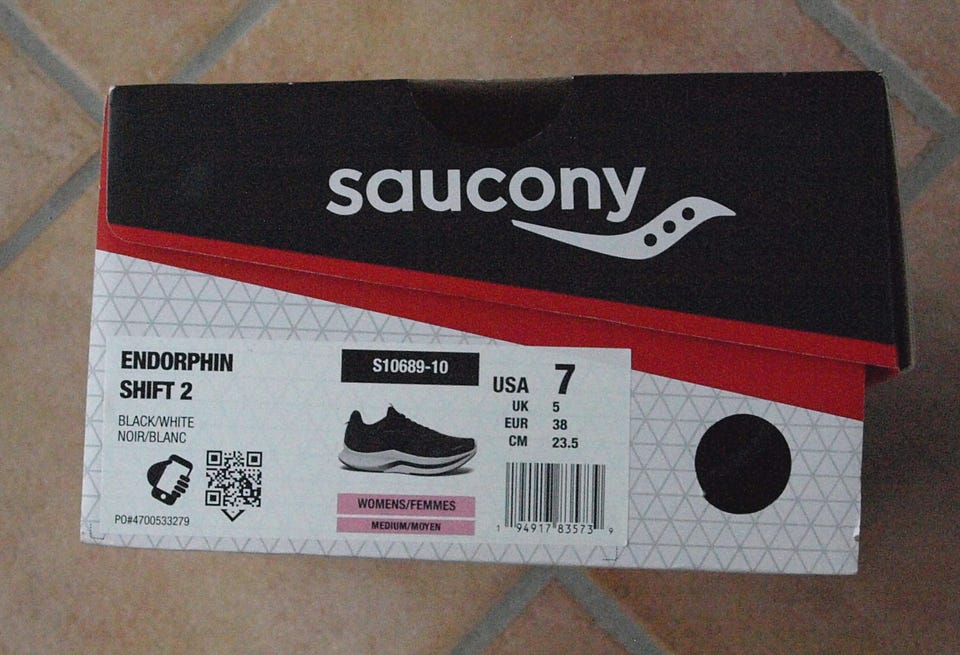 saucony
ENDORPHIN
SHIFT 2
BLACK/WHITE
NOIR/BLANC
PO#4700533279
S10689-10
WOMENS/FEMMES
MEDIUM/MOYEN
USA 7
UK 5
EUR 38
CM 23.5
1 94917 83573 9